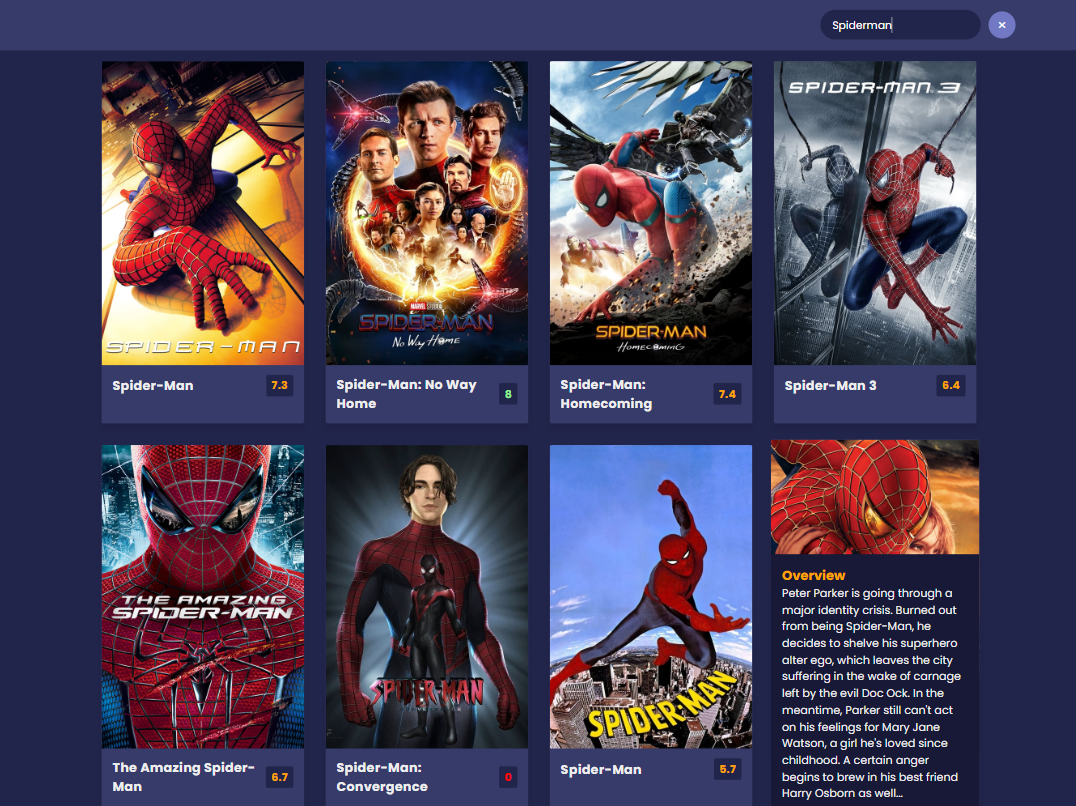 Spiderman
×
SPIDER-MAN
Spider-Man
7.3
MARVEL STUDIOS
SPIDER-MAN
No Way Home
Spider-Man: No Way
Home
8
SPIDER-MAN
HOMECOMING
Spider-Man:
Homecoming
7.4
SPIDER-MAN 3
Spider-Man 3
6.4
THE AMAZING
SPIDER-MAN
The Amazing Spider-
Man
6.7
SPIDER-MAN
Spider-Man:
Convergence
0
SPIDER-MAN
Spider-Man
5.7
Overview
Peter Parker is going through a
major identity crisis. Burned out
from being Spider-Man, he
decides to shelve his superhero
alter ego, which leaves the city
suffering in the wake of carnage
left by the evil Doc Ock. In the
meantime, Parker still can't act
on his feelings for Mary Jane
Watson, a girl he's loved since
childhood. A certain anger
begins to brew in his best friend
Harry Osborn as well...